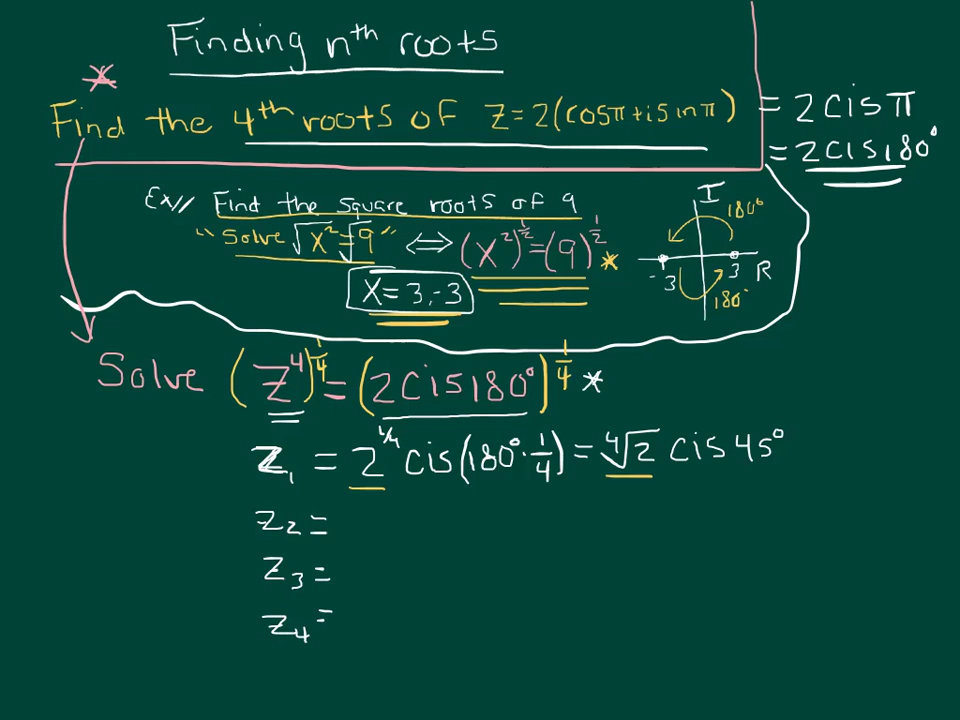 Finding nth roots
* Find the 4th roots of z=2(cosπ+isinπ) = 2cisπ
= 2cis180°
Ex// Find the square roots of 9
"Solve √x²=√9" ⟺ (x²)^½=(9)^½ *
X=3,-3
I
180°
-3 3 R
180°
Solve (z⁴)^¼=(2cis180°)^¼ *
z₁ = 2^¼ cis(180°·¼)=⁴√2 cis45°
z₂=
z₃=
z₄=